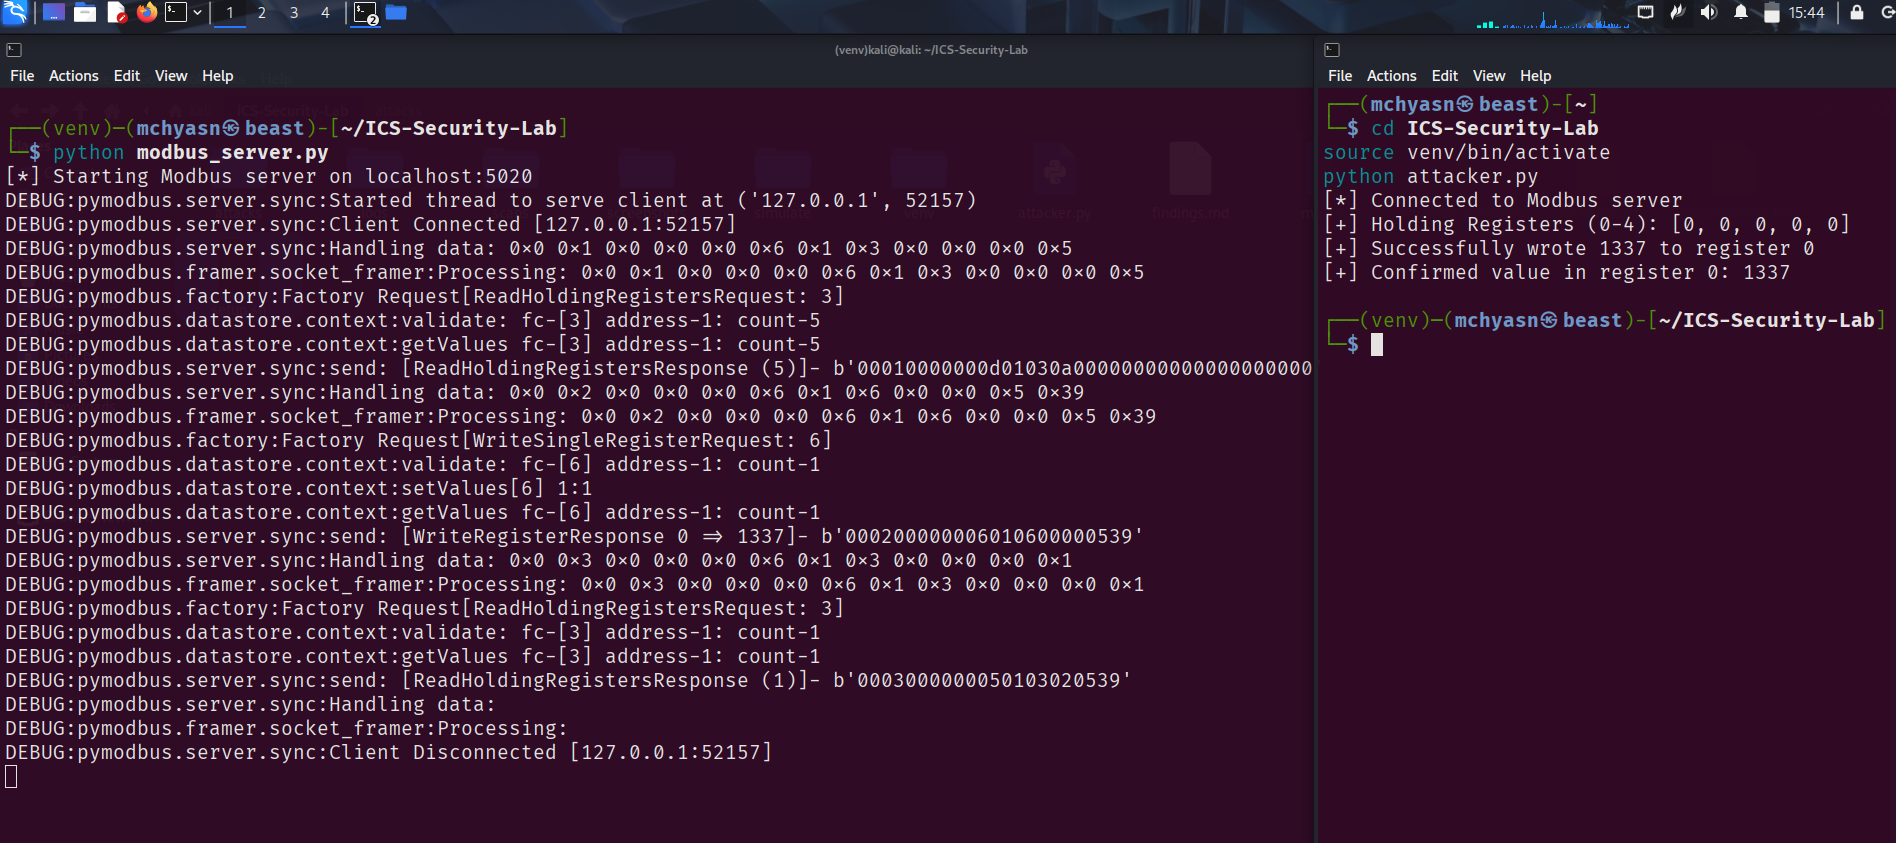 1 2 3 4
2
15:44
(venv)kali@kali: ~/ICS-Security-Lab
File Actions Edit View Help
┌──(venv)─(mchyasn㉿beast)-[~/ICS-Security-Lab]
└─$ python modbus_server.py
[*] Starting Modbus server on localhost:5020
DEBUG:pymodbus.server.sync:Started thread to serve client at ('127.0.0.1', 52157)
DEBUG:pymodbus.server.sync:Client Connected [127.0.0.1:52157]
DEBUG:pymodbus.server.sync:Handling data: 0×0 0×1 0×0 0×0 0×0 0×6 0×1 0×3 0×0 0×0 0×0 0×5
DEBUG:pymodbus.framer.socket_framer:Processing: 0×0 0×1 0×0 0×0 0×0 0×6 0×1 0×3 0×0 0×0 0×0 0×5
DEBUG:pymodbus.factory:Factory Request[ReadHoldingRegistersRequest: 3]
DEBUG:pymodbus.datastore.context:validate: fc-[3] address-1: count-5
DEBUG:pymodbus.datastore.context:getValues fc-[3] address-1: count-5
DEBUG:pymodbus.server.sync:send: [ReadHoldingRegistersResponse (5)]- b'00010000000d01030a00000000000000000000
DEBUG:pymodbus.server.sync:Handling data: 0×0 0×2 0×0 0×0 0×0 0×6 0×1 0×6 0×0 0×0 0×5 0×39
DEBUG:pymodbus.framer.socket_framer:Processing: 0×0 0×2 0×0 0×0 0×0 0×6 0×1 0×6 0×0 0×0 0×5 0×39
DEBUG:pymodbus.factory:Factory Request[WriteSingleRegisterRequest: 6]
DEBUG:pymodbus.datastore.context:validate: fc-[6] address-1: count-1
DEBUG:pymodbus.datastore.context:setValues[6] 1:1
DEBUG:pymodbus.datastore.context:getValues fc-[6] address-1: count-1
DEBUG:pymodbus.server.sync:send: [WriteRegisterResponse 0 ⇒ 1337]- b'000200000006010600000539'
DEBUG:pymodbus.server.sync:Handling data: 0×0 0×3 0×0 0×0 0×0 0×6 0×1 0×3 0×0 0×0 0×0 0×1
DEBUG:pymodbus.framer.socket_framer:Processing: 0×0 0×3 0×0 0×0 0×0 0×6 0×1 0×3 0×0 0×0 0×0 0×1
DEBUG:pymodbus.factory:Factory Request[ReadHoldingRegistersRequest: 3]
DEBUG:pymodbus.datastore.context:validate: fc-[3] address-1: count-1
DEBUG:pymodbus.datastore.context:getValues fc-[3] address-1: count-1
DEBUG:pymodbus.server.sync:send: [ReadHoldingRegistersResponse (1)]- b'0003000000050103020539'
DEBUG:pymodbus.server.sync:Handling data:
DEBUG:pymodbus.framer.socket_framer:Processing:
DEBUG:pymodbus.server.sync:Client Disconnected [127.0.0.1:52157]
File Actions Edit View Help
┌──(mchyasn㉿beast)-[~]
└─$ cd ICS-Security-Lab
source venv/bin/activate
python attacker.py
[*] Connected to Modbus server
[+] Holding Registers (0-4): [0, 0, 0, 0, 0]
[+] Successfully wrote 1337 to register 0
[+] Confirmed value in register 0: 1337
┌──(venv)─(mchyasn㉿beast)-[~/ICS-Security-Lab]
└─$